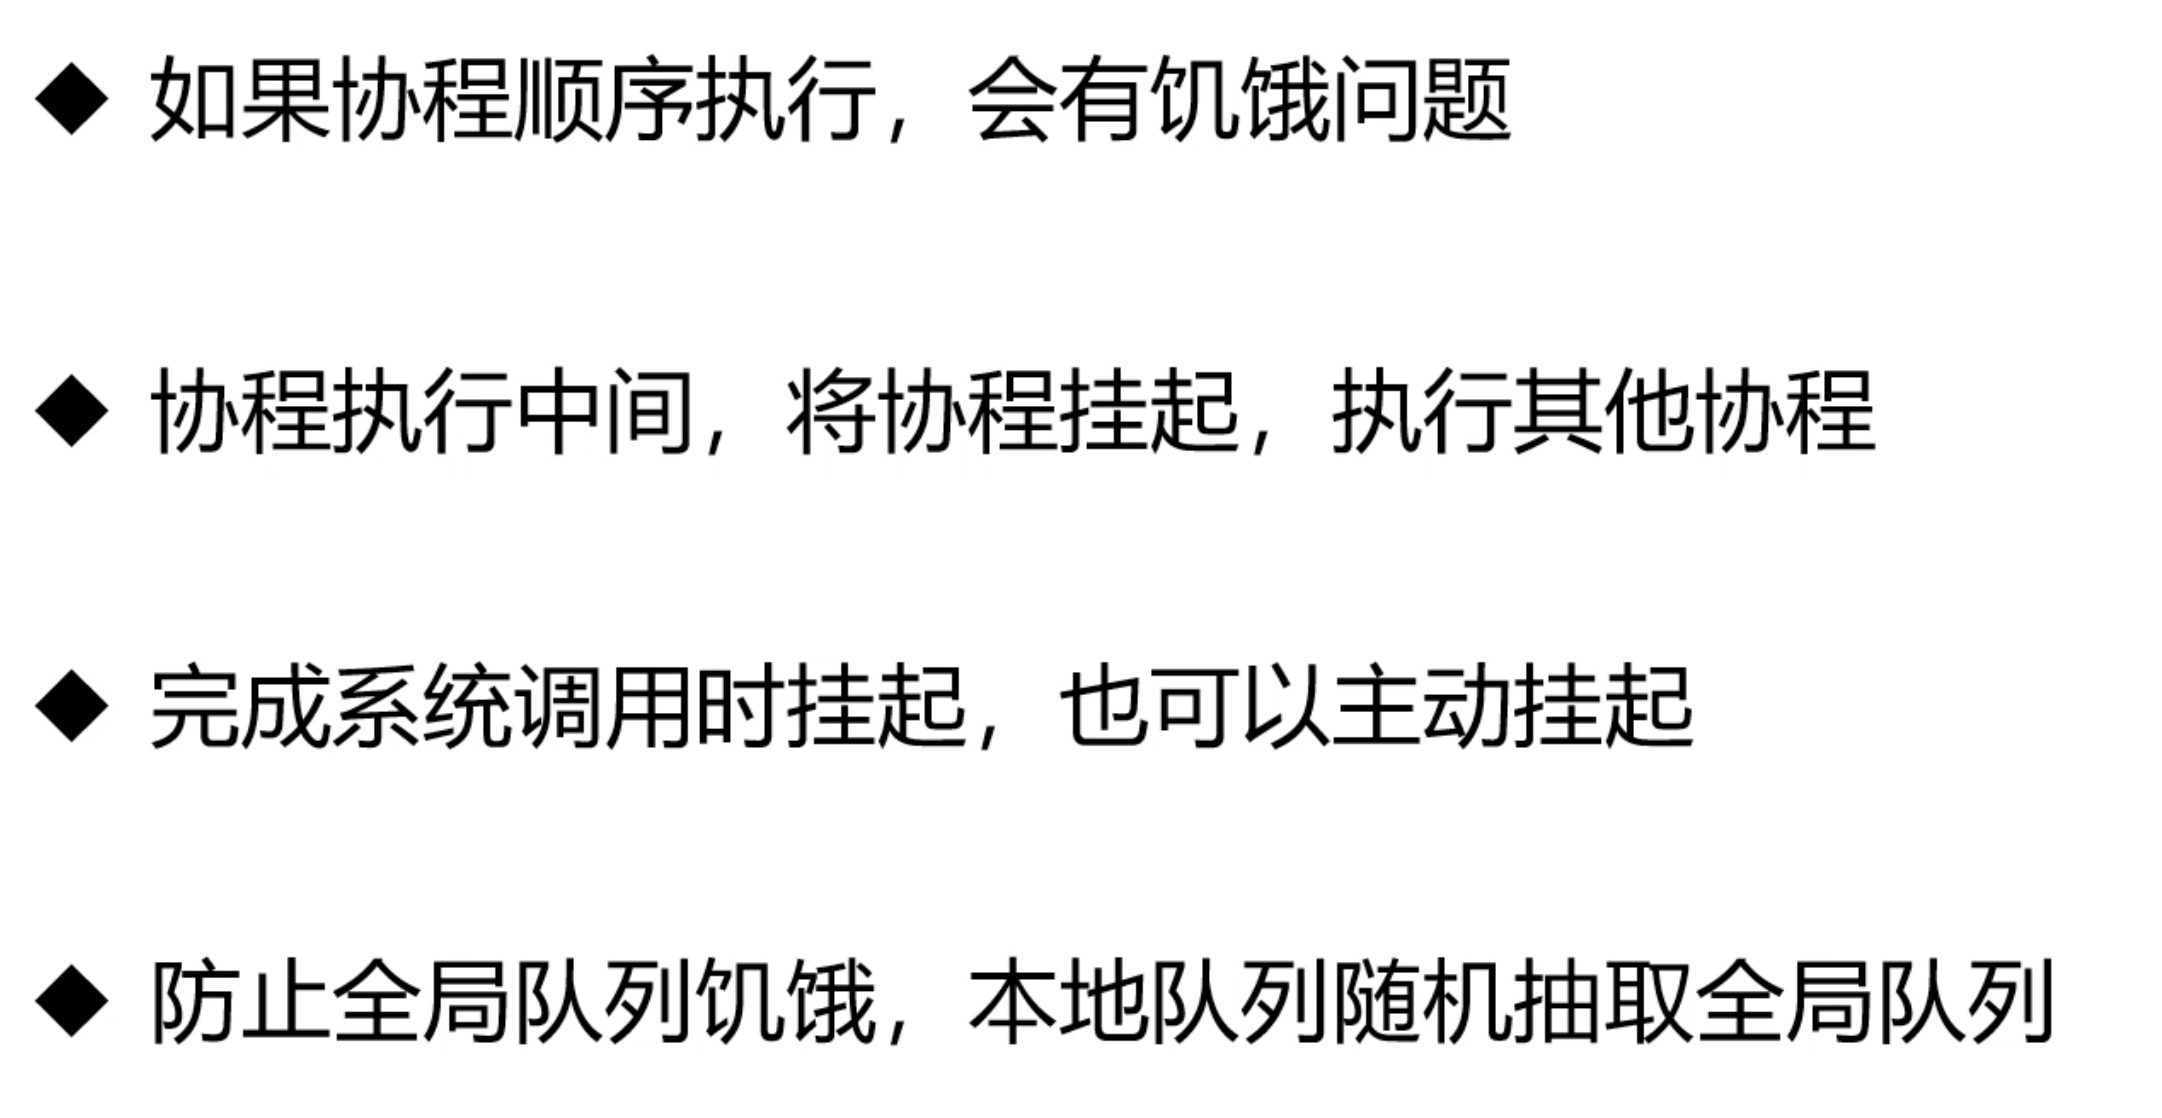 ◆ 如果协程顺序执行，会有饥饿问题
◆ 协程执行中间，将协程挂起，执行其他协程
◆ 完成系统调用时挂起，也可以主动挂起
◆ 防止全局队列饥饿，本地队列随机抽取全局队列